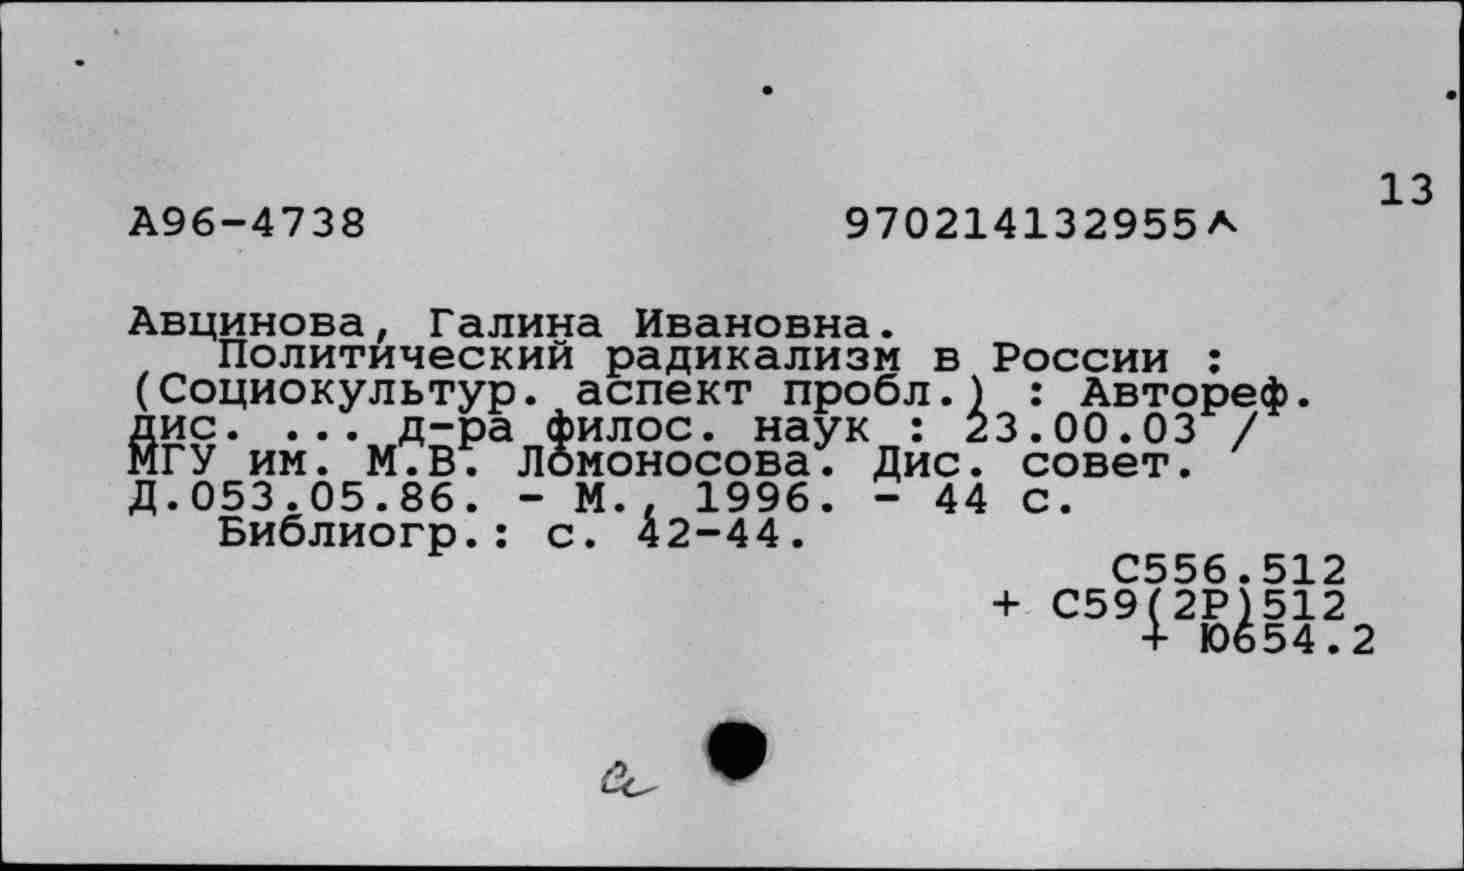 13
А96-4738 970214132955А
Авцинова, Галина Ивановна.
Политический радикализм в России :
(Социокультур. аспект пробл.) : Автореф.
дис. ... д-ра филос. наук : 23.00.03 /
МГУ им. М.В. Ломоносова. Дис. совет.
Д.053.05.86. - М., 1996. - 44 с.
Библиогр.: с. 42-44.
С556.512
+ С59(2Р)512
+ Ю654.2